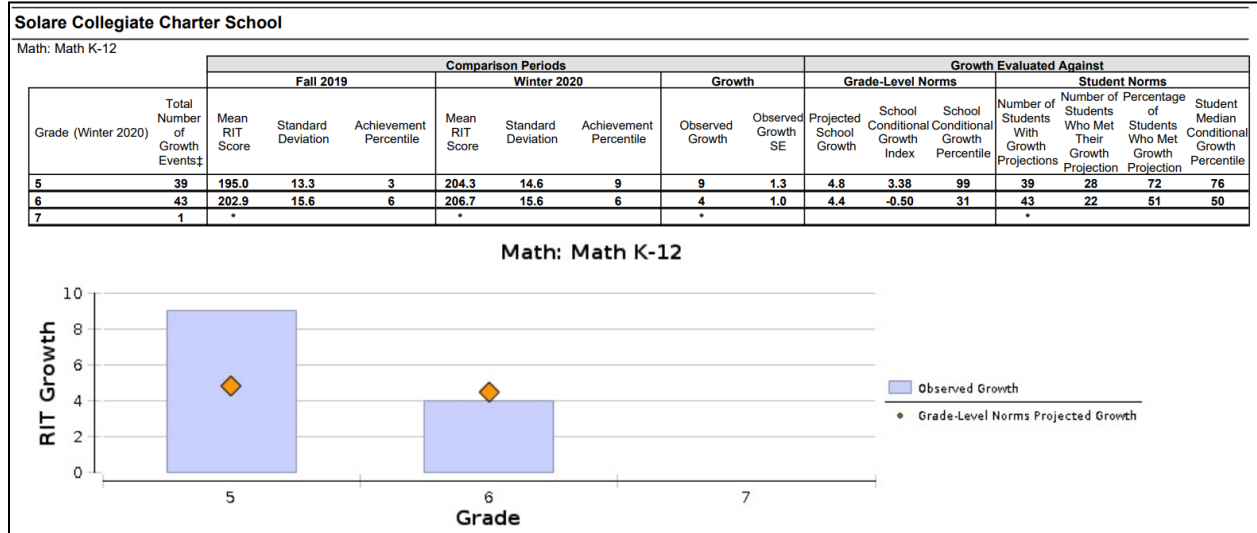 Solare Collegiate Charter School
Math: Math K-12
Comparison Periods Growth Evaluated Against
Fall 2019 Winter 2020 Growth Grade-Level Norms Student Norms
Grade (Winter 2020) Total Number of Growth Events‡ Mean RIT Score Standard Deviation Achievement Percentile Mean RIT Score Standard Deviation Achievement Percentile Observed Growth Observed Growth SE Projected School Growth School Conditional Growth Index School Conditional Growth Percentile Number of Students With Growth Projections Number of Students Who Met Their Growth Projection Percentage of Students Who Met Growth Projection Student Median Conditional Growth Percentile
5 39 195.0 13.3 3 204.3 14.6 9 9 1.3 4.8 3.38 99 39 28 72 76
6 43 202.9 15.6 6 206.7 15.6 6 4 1.0 4.4 -0.50 31 43 22 51 50
7 1 * * * *
Math: Math K-12
10
8
6
4
2
0
RIT Growth
5 6 7
Grade
Observed Growth
Grade-Level Norms Projected Growth